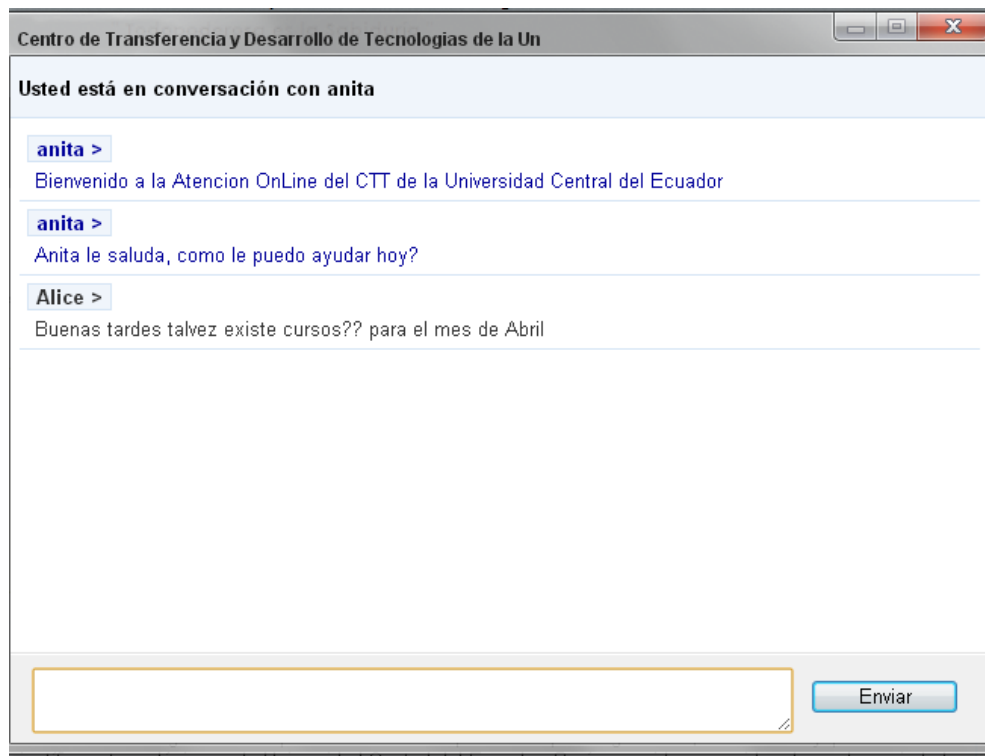 Centro de Transferencia y Desarrollo de Tecnologias de la Un
Usted está en conversación con anita
anita >
Bienvenido a la Atencion OnLine del CTT de la Universidad Central del Ecuador
anita >
Anita le saluda, como le puedo ayudar hoy?
Alice >
Buenas tardes talvez existe cursos?? para el mes de Abril
Enviar